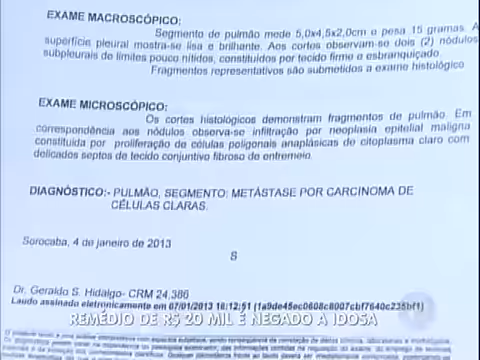 EXAME MACROSCÓPICO:
Segmento de pulmão mede 5,0x4,5x2,0cm e pesa 15 gramas. A
superfície pleural mostra-se lisa e brilhante. Aos cortes observam-se dois (2) nódulos
subpleurais de limites pouco nítidos, constituídos por tecido firme e esbranquiçado.
Fragmentos representativos são submetidos a exame histológico
EXAME MICROSCÓPICO:
Os cortes histológicos demonstram fragmentos de pulmão. Em
correspondência aos nódulos observa-se infiltração por neoplasia epitelial maligna
constituída por proliferação de células poligonais anaplásicas de citoplasma claro com
delicados septos de tecido conjuntivo fibroso de entremeio.
DIAGNÓSTICO:- PULMÃO, SEGMENTO: METÁSTASE POR CARCINOMA DE
CÉLULAS CLARAS.
Sorocaba, 4 de janeiro de 2013
S
Dr. Geraldo S. Hidalgo- CRM 24.386
Laudo assinado eletronicamente em 07/01/2013 18:12:51
REMÉDIO DE R$ 20 MIL É NEGADO A IDOSA